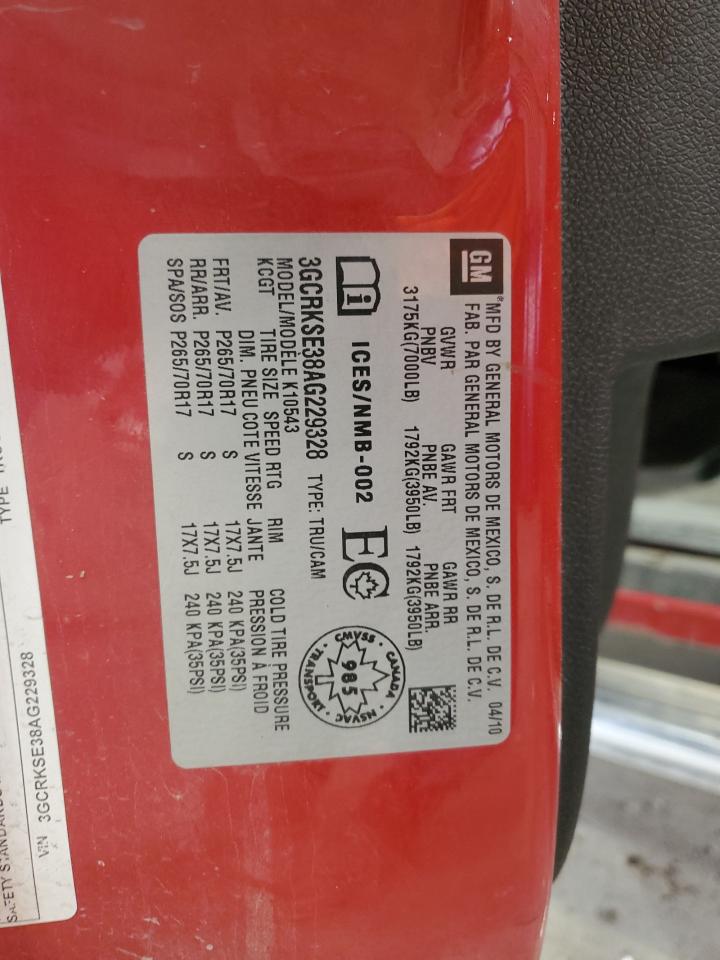 GM
®MFD BY GENERAL MOTORS DE MEXICO, S. DE R.L. DE C.V. 04/10
FAB. PAR GENERAL MOTORS DE MEXICO, S. DE R.L. DE C.V.
GVWR GAWR FRT GAWR RR
PNBV PNBE AV. PNBE ARR.
3175KG(7000LB) 1792KG(3950LB) 1792KG(3950LB)
i ICES/NMB-002 EC
CANADA CMVSS 985 NSVAC TRANSPORT
3GCRKSE38AG229328 TYPE: TRU/CAM
MODEL/MODÈLE K10543
KCGT TIRE SIZE SPEED RTG RIM COLD TIRE PRESSURE
DIM. PNEU COTE VITESSE JANTE PRESSION À FROID
FRT/AV. P265/70R17 S 17X7.5J 240 KPA(35PSI)
RR/ARR. P265/70R17 S 17X7.5J 240 KPA(35PSI)
SPA/SOS P265/70R17 S 17X7.5J 240 KPA(35PSI)
VIN 3GCRKSE38AG229328
TYPE